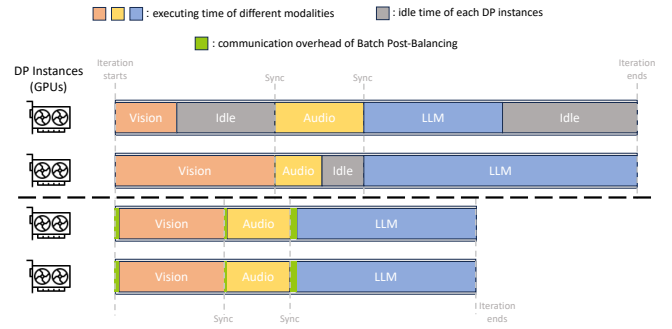 : executing time of different modalities
: idle time of each DP instances
: communication overhead of Batch Post-Balancing
DP Instances
(GPUs)
Iteration
starts
Sync
Sync
Iteration
ends
Vision
Idle
Audio
LLM
Idle
Vision
Audio
Idle
LLM
Vision
Audio
LLM
Vision
Audio
LLM
Sync
Sync
Iteration
ends